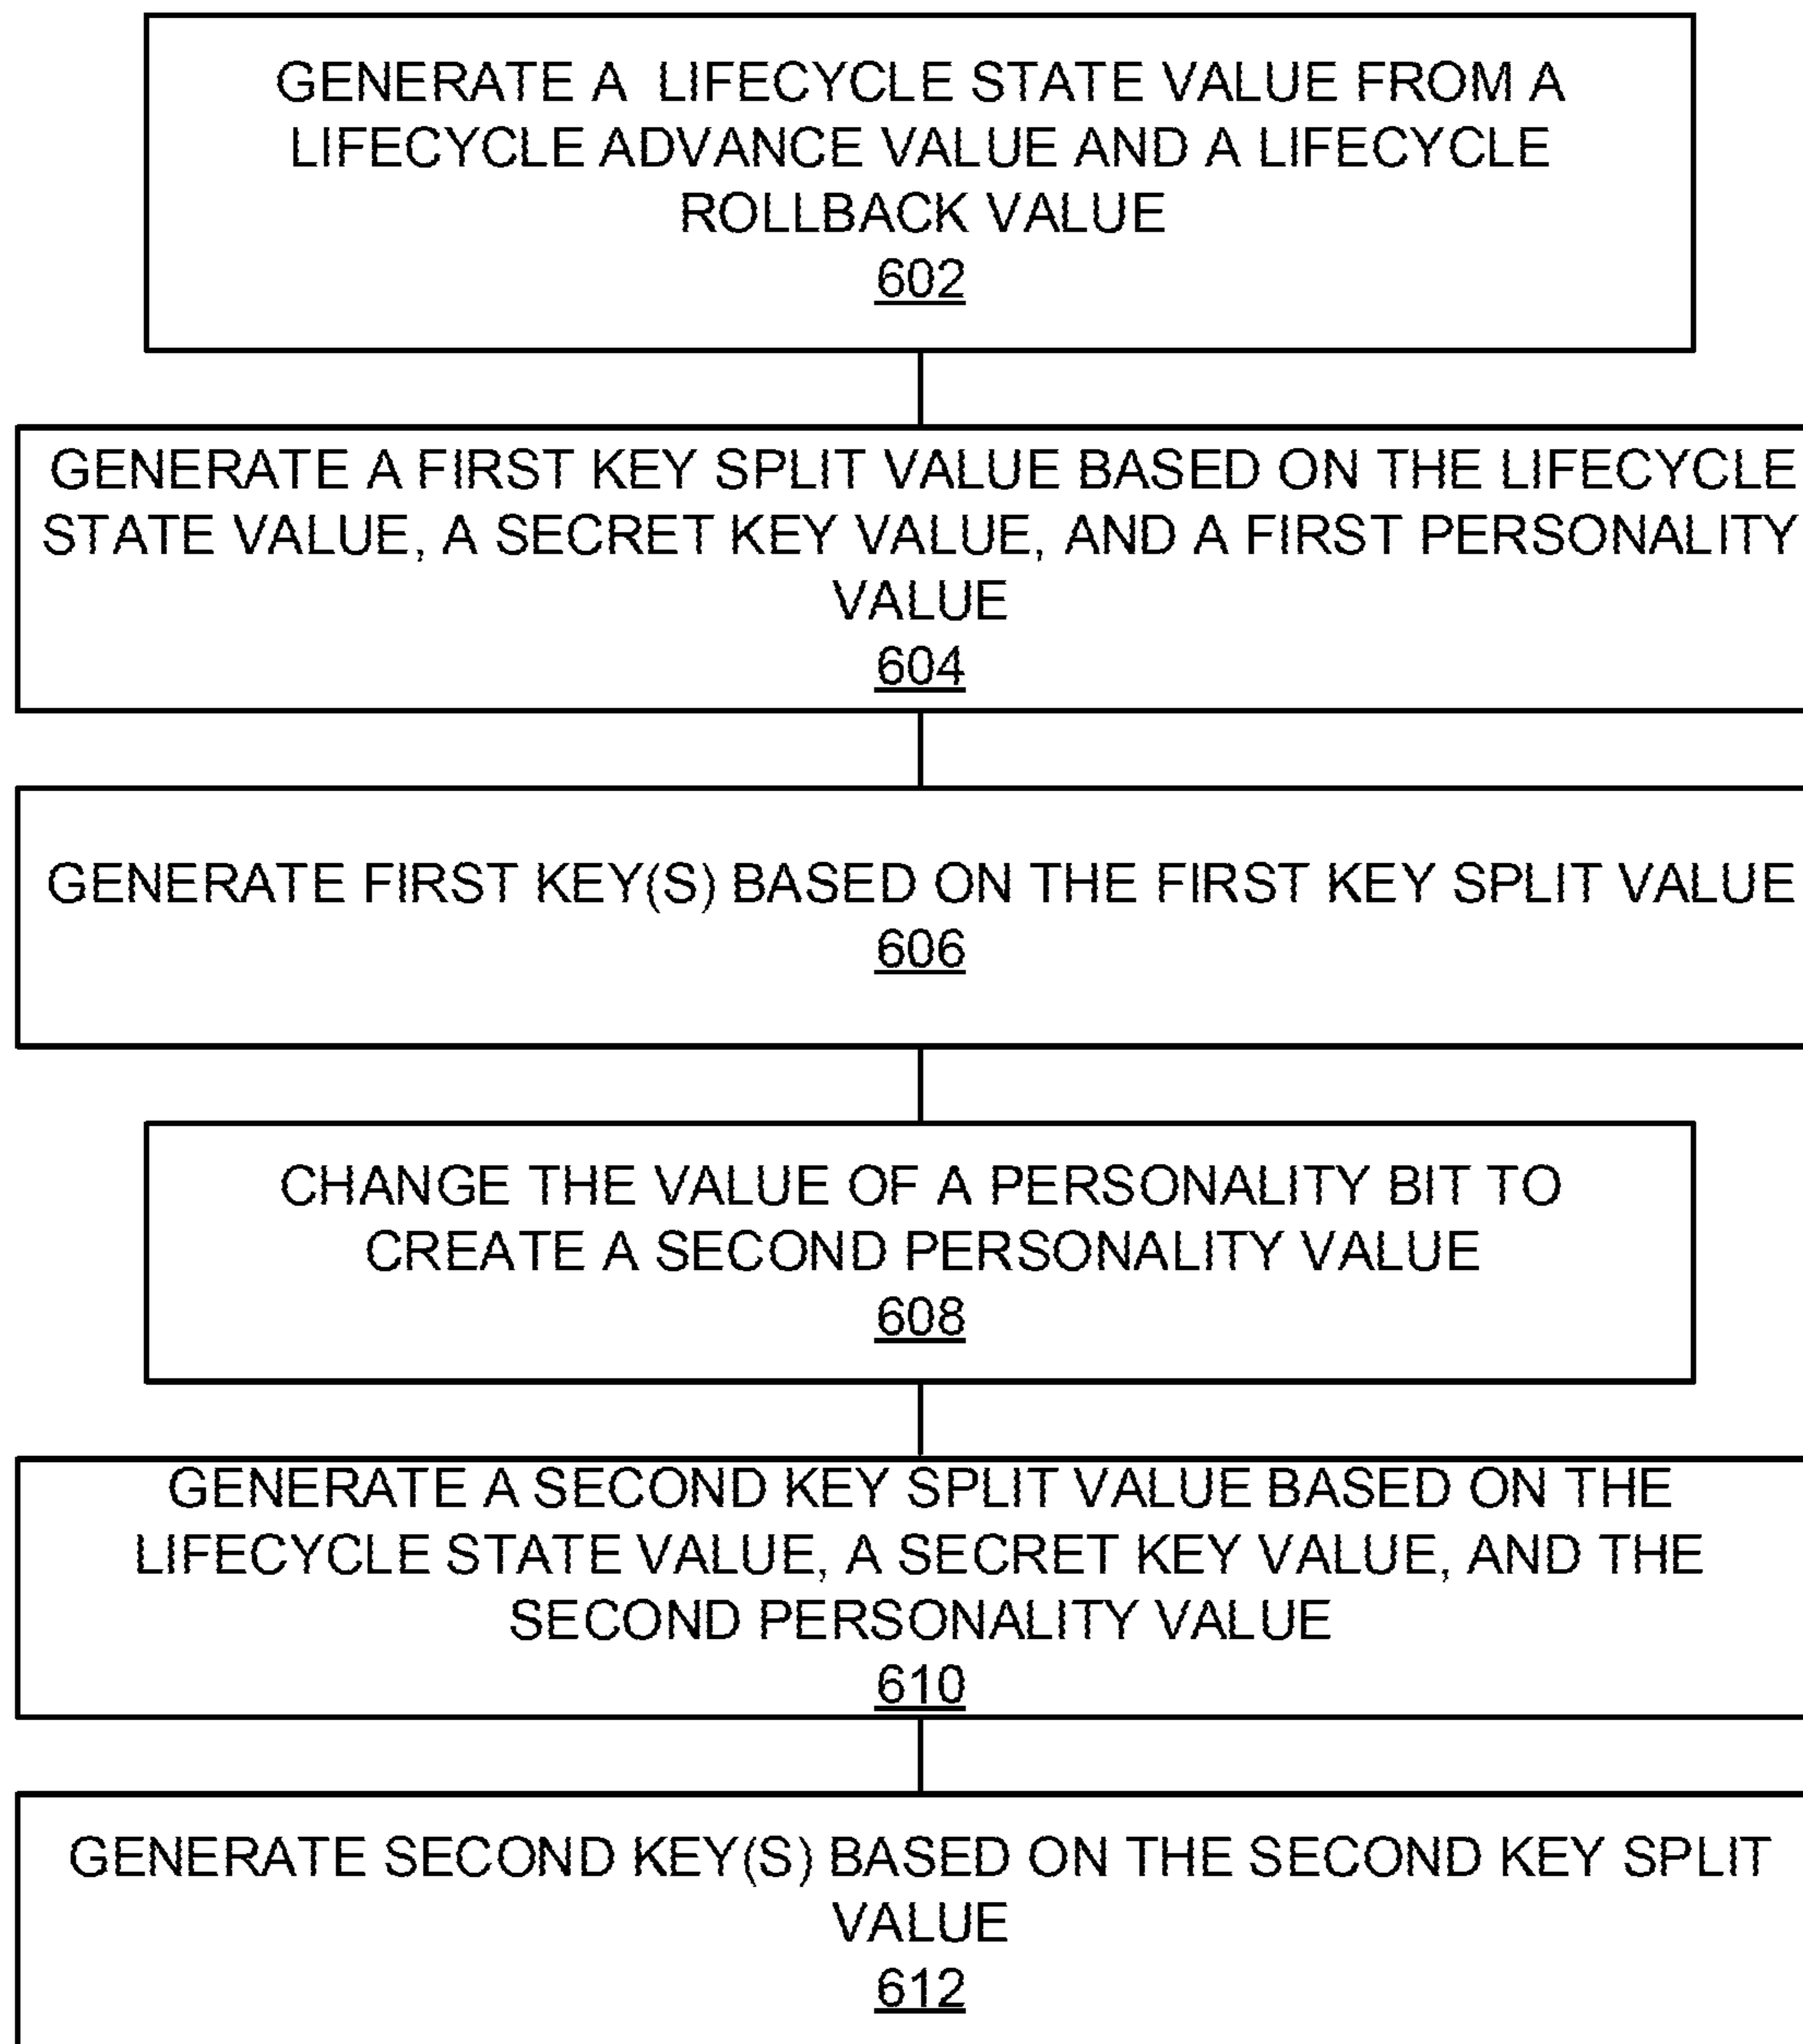 GENERATE A LIFECYCLE STATE VALUE FROM A
LIFECYCLE ADVANCE VALUE AND A LIFECYCLE
ROLLBACK VALUE
602
GENERATE A FIRST KEY SPLIT VALUE BASED ON THE LIFECYCLE
STATE VALUE, A SECRET KEY VALUE, AND A FIRST PERSONALITY
VALUE
604
GENERATE FIRST KEY(S) BASED ON THE FIRST KEY SPLIT VALUE
606
CHANGE THE VALUE OF A PERSONALITY BIT TO
CREATE A SECOND PERSONALITY VALUE
608
GENERATE A SECOND KEY SPLIT VALUE BASED ON THE
LIFECYCLE STATE VALUE, A SECRET KEY VALUE, AND THE
SECOND PERSONALITY VALUE
610
GENERATE SECOND KEY(S) BASED ON THE SECOND KEY SPLIT
VALUE
612